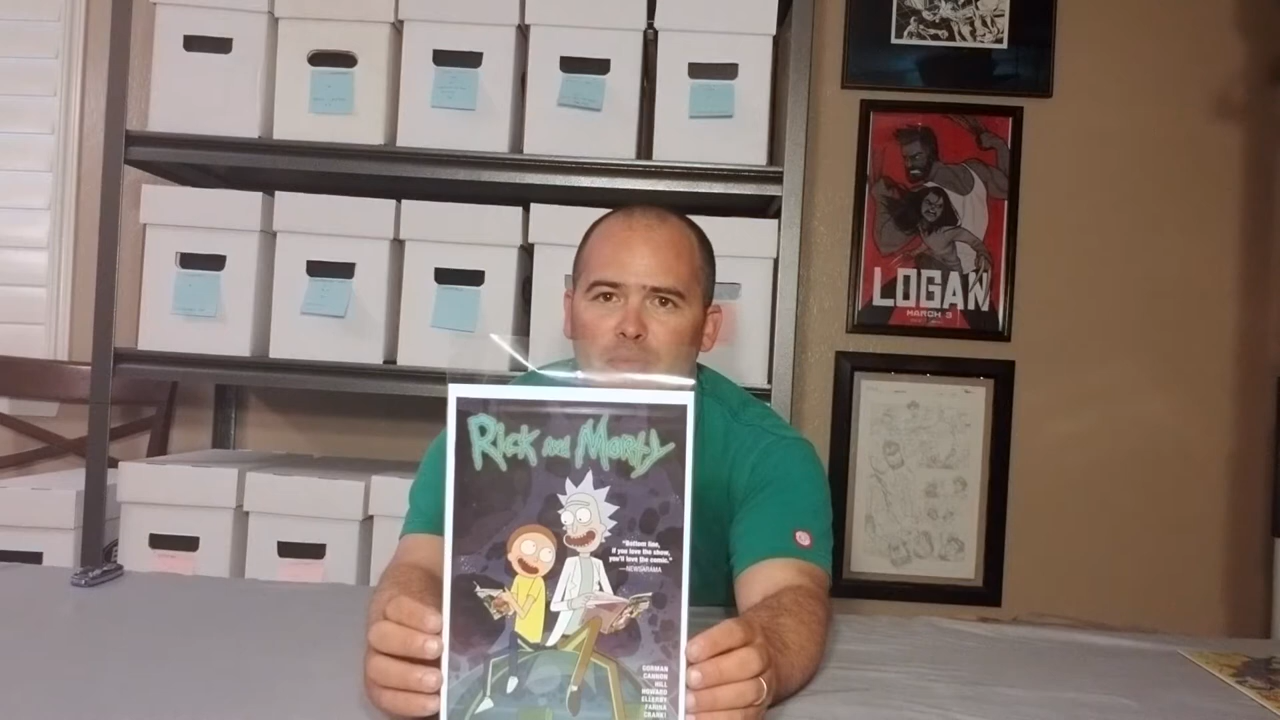 LOGAN
MARCH 3
RICK AND MORTY
"Bottom line,
if you love the show,
you'll love the comic."
—NEWSARAMA
GORMAN
CANNON
HILL
HOWARD
ELLERBY
FARINA
CRANK!